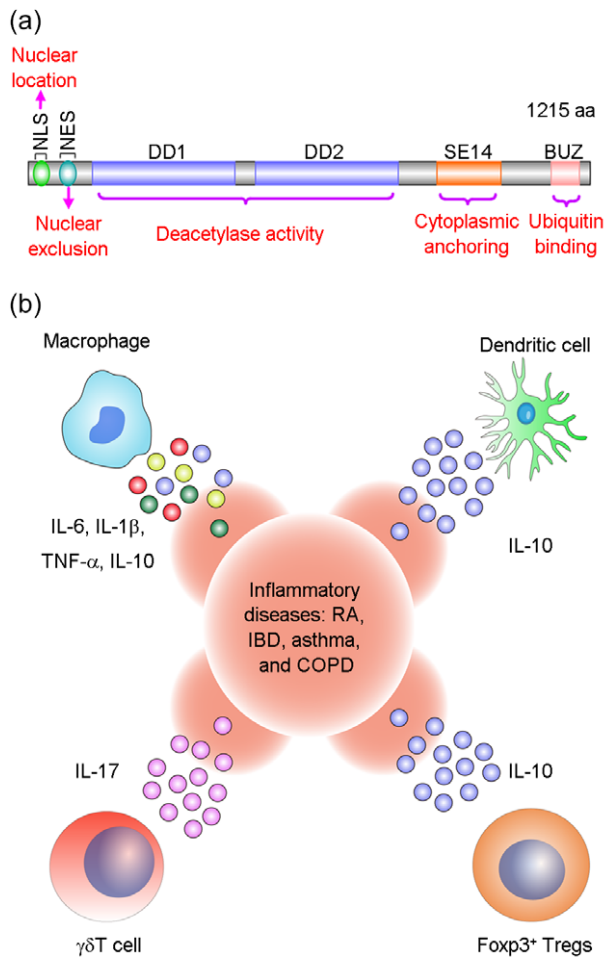 (a)
Nuclear
location
NLS
NES
1215 aa
DD1
DD2
SE14
BUZ
Nuclear
exclusion
Deacetylase activity
Cytoplasmic
anchoring
Ubiquitin
binding
(b)
Macrophage
Dendritic cell
IL-6, IL-1β,
TNF-α, IL-10
IL-10
Inflammatory
diseases: RA,
IBD, asthma,
and COPD
IL-17
IL-10
γδT cell
Foxp3⁺ Tregs